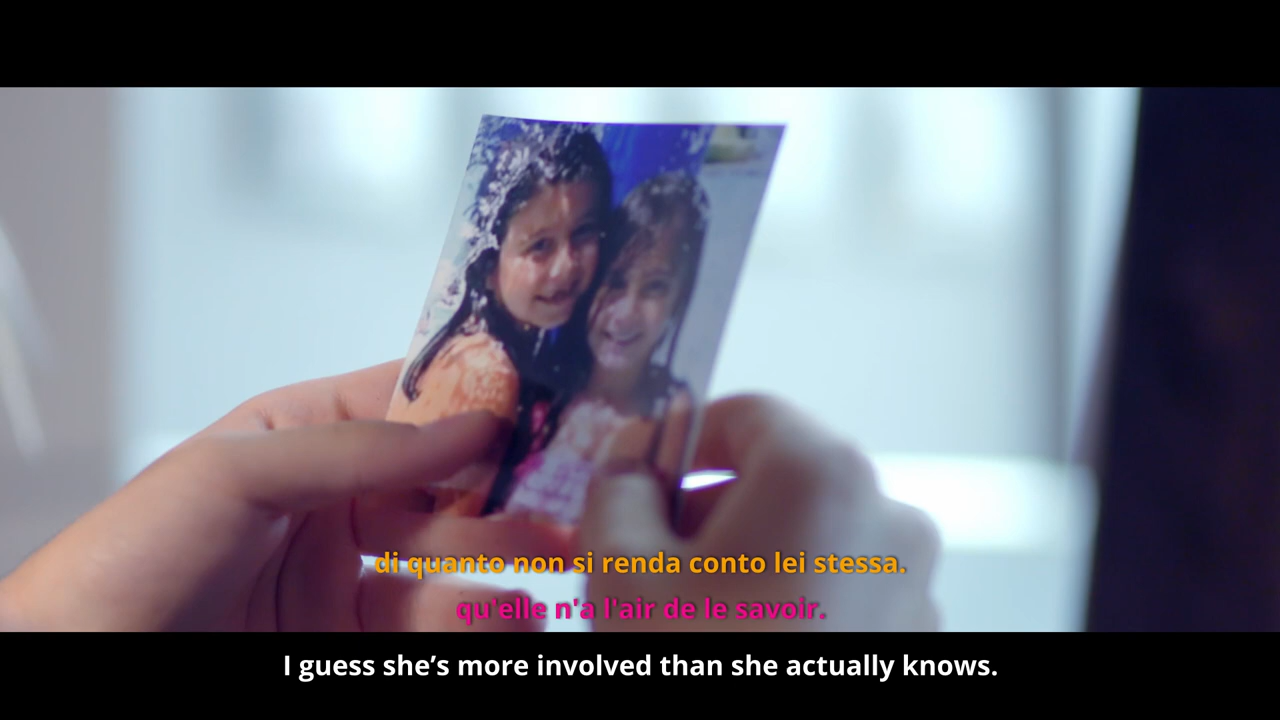 di quanto non si renda conto lei stessa.
qu'elle n'a l'air de le savoir.
I guess she’s more involved than she actually knows.